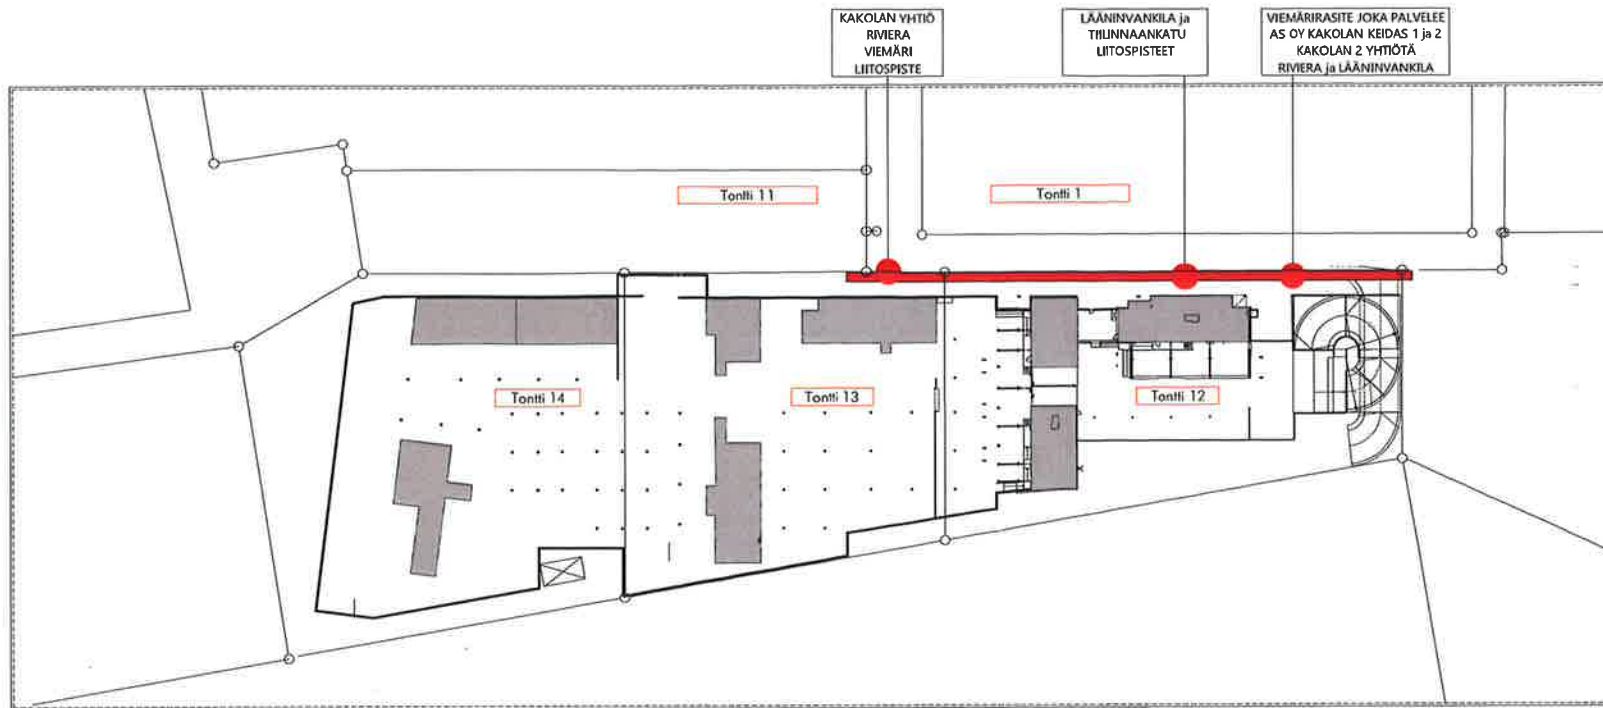 KAKOLAN YHTIÖ
RIVIERA
VIEMÄRI
LIITOSPISTE
LÄÄNINVANKILA ja
TIILINNAANKATU
LIITOSPISTEET
VIEMÄRIRASITE JOKA PALVELEE
AS OY KAKOLAN KEIDAS 1 ja 2
KAKOLAN 2 YHTIÖTÄ
RIVIERA ja LÄÄNINVANKILA
Tontti 11
Tontti 1
Tontti 14
Tontti 13
Tontti 12